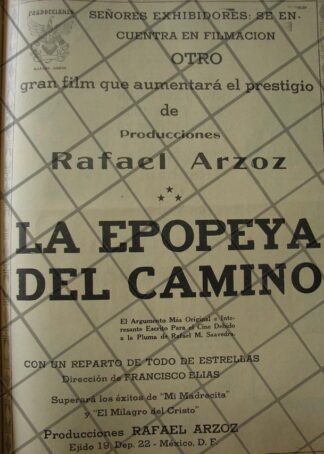 PRODUCCIONES
RAFAEL ARZOZ
SEÑORES EXHIBIDORES: SE EN-
CUENTRA EN FILMACION
OTRO
gran film que aumentará el prestigio
de
Producciones
Rafael Arzoz
LA EPOPEYA
DEL CAMINO
El Argumento Más Original e Inte-
resante Escrito Para el Cine Debido
a la Pluma de Rafael M. Saavedra.
CON UN REPARTO DE TODO DE ESTRELLAS
Dirección de FRANCISCO ELIAS
Superará los éxitos de "Mi Madrecita"
y "El Milagro del Cristo"
Producciones RAFAEL ARZOZ
Ejido 19 Dep. 22 - México, D. F.